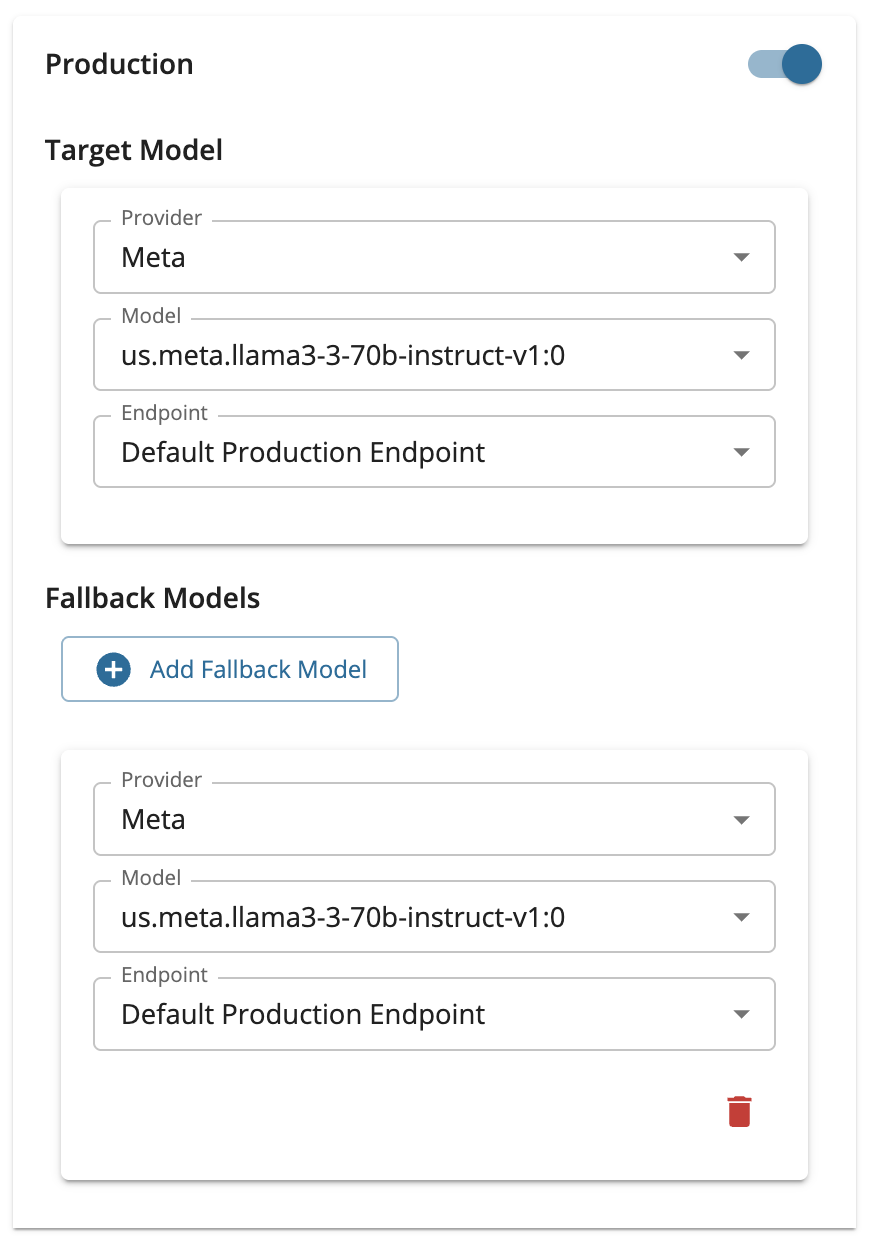 Production
Target Model
Provider
Meta
Model
us.meta.llama3-3-70b-instruct-v1:0
Endpoint
Default Production Endpoint
Fallback Models
Add Fallback Model
Provider
Meta
Model
us.meta.llama3-3-70b-instruct-v1:0
Endpoint
Default Production Endpoint